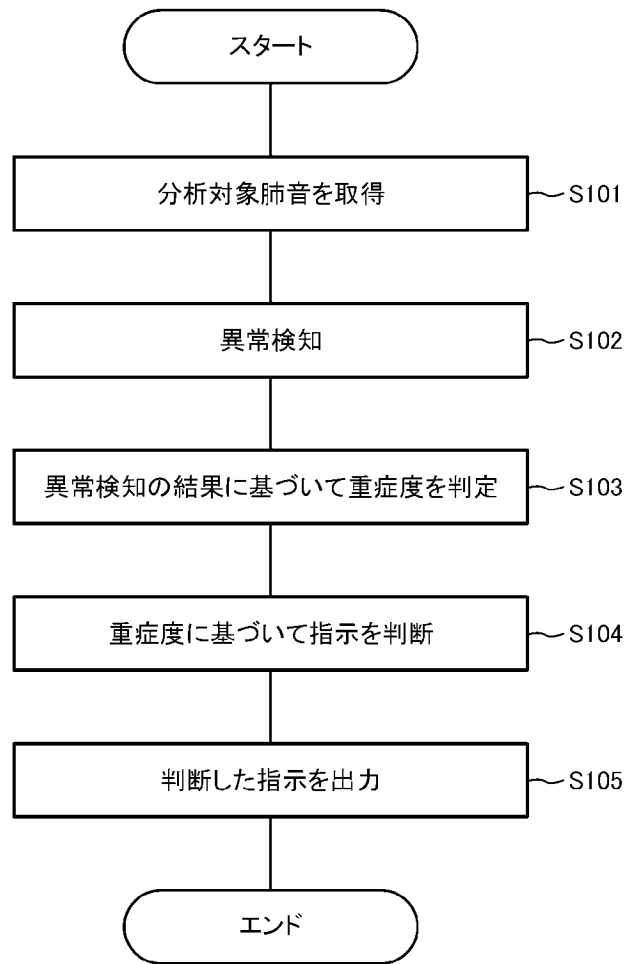 スタート
分析対象肺音を取得 S101
異常検知 S102
異常検知の結果に基づいて重症度を判定 S103
重症度に基づいて指示を判断 S104
判断した指示を出力 S105
エンド